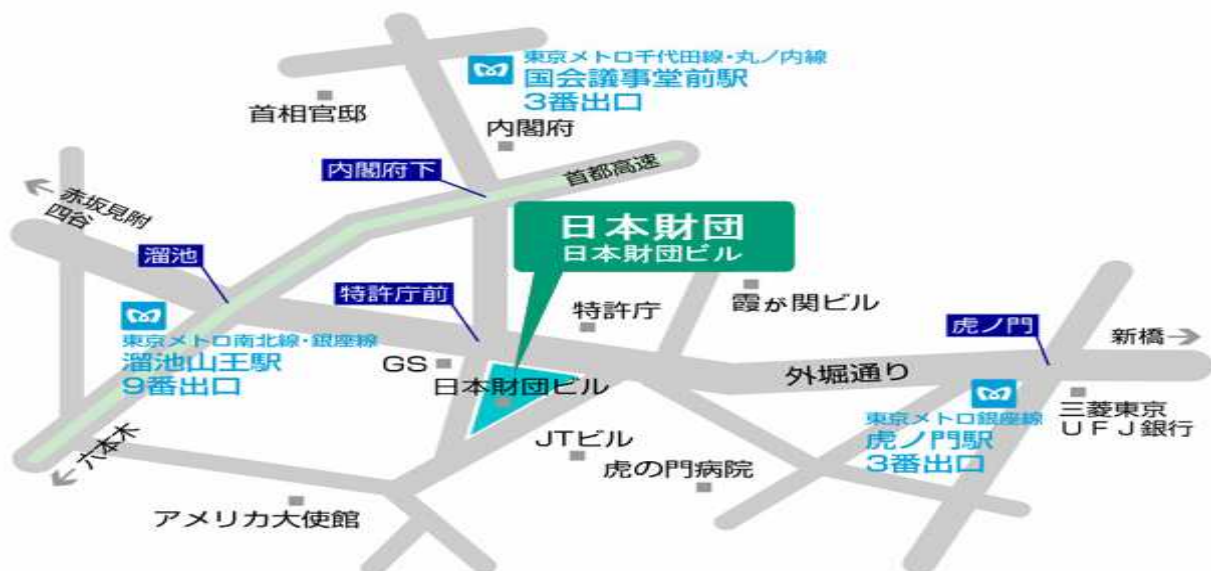 東京メトロ千代田線・丸ノ内線
国会議事堂前駅
3番出口
首相官邸
内閣府
内閣府下
首都高速
赤坂見附
四谷
日本財団
日本財団ビル
溜池
特許庁前
特許庁
霞が関ビル
虎ノ門
新橋
東京メトロ南北線・銀座線
溜池山王駅
9番出口
GS
日本財団ビル
外堀通り
東京メトロ銀座線
虎ノ門駅
3番出口
三菱東京
UFJ銀行
六本木
JTビル
虎の門病院
アメリカ大使館